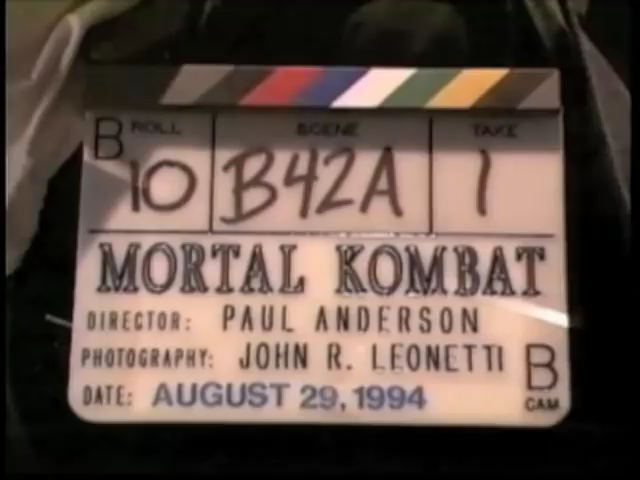 B ROLL SCENE TAKE
10 B42A 1
MORTAL KOMBAT
DIRECTOR: PAUL ANDERSON
PHOTOGRAPHY: JOHN R. LEONETTI B
DATE: AUGUST 29, 1994 CAM